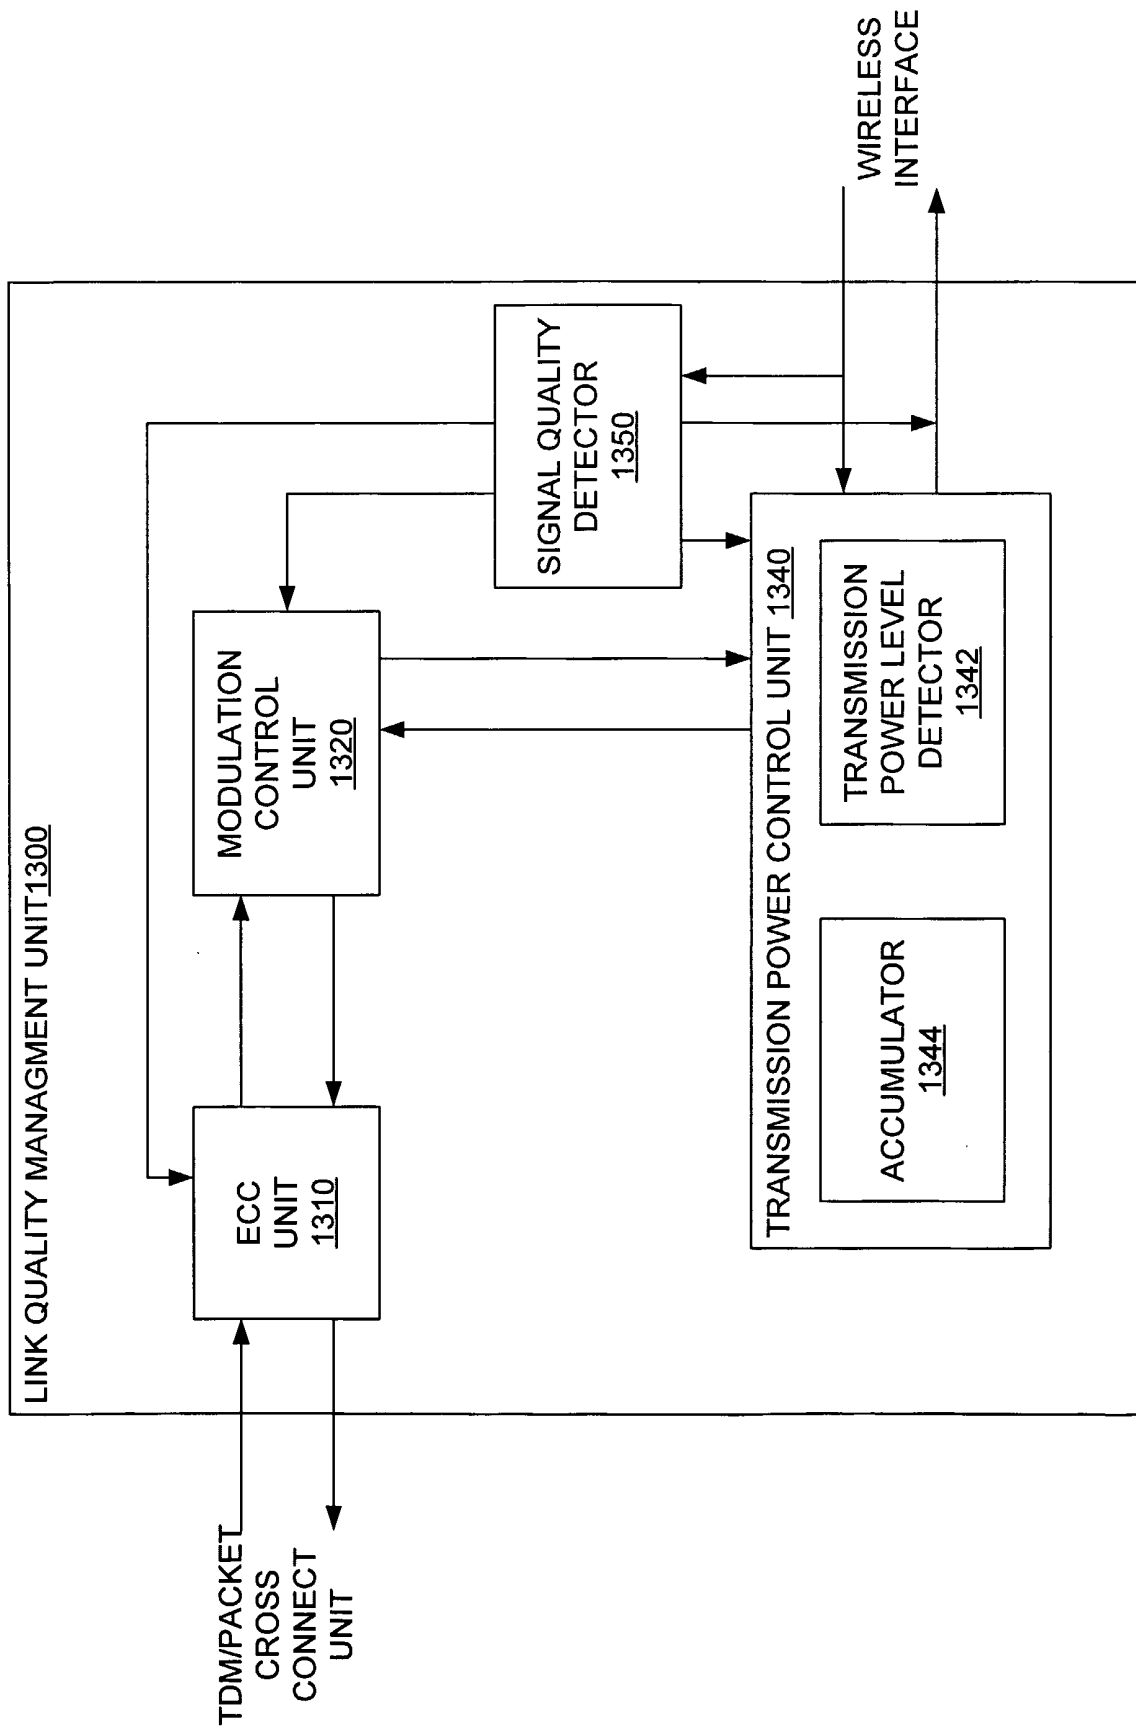 LINK QUALITY MANAGMENT UNIT1300
TDM/PACKET
CROSS
CONNECT
UNIT
ECC
UNIT
1310
MODULATION
CONTROL
UNIT
1320
SIGNAL QUALITY
DETECTOR
1350
TRANSMISSION POWER CONTROL UNIT 1340
ACCUMULATOR
1344
TRANSMISSION
POWER LEVEL
DETECTOR
1342
WIRELESS
INTERFACE